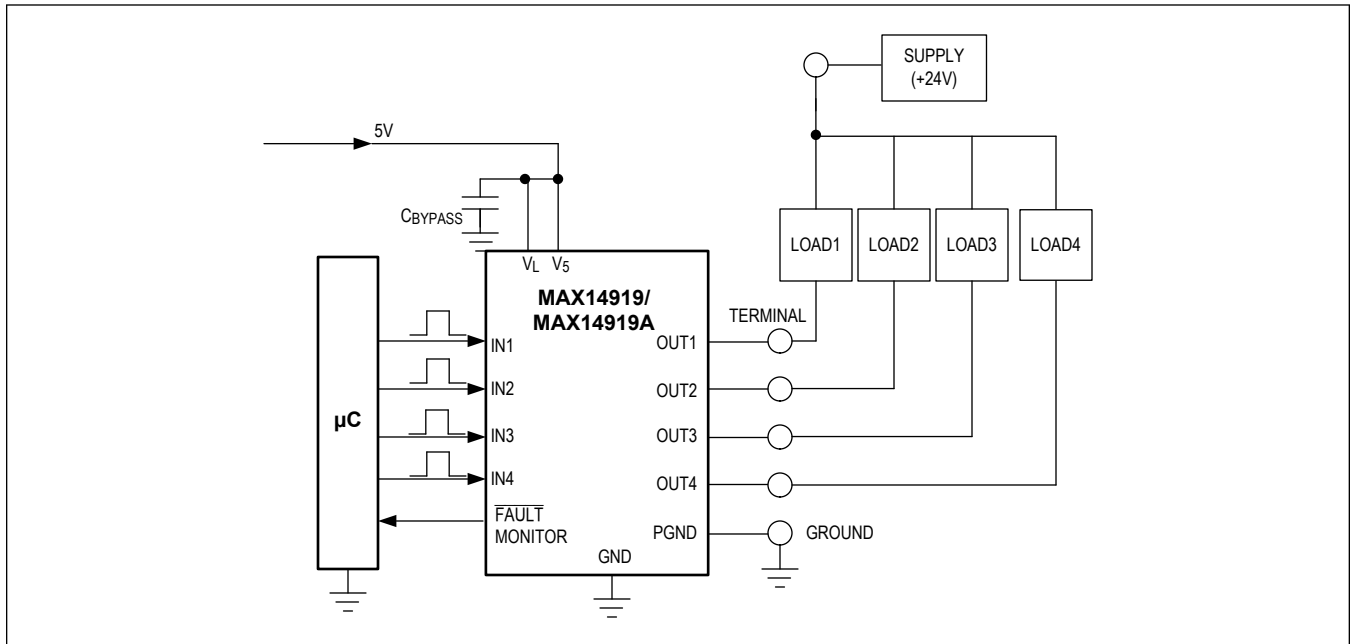 SUPPLY
(+24V)
5V
CBYPASS
VL V5
LOAD1 LOAD2 LOAD3 LOAD4
MAX14919/
MAX14919A
TERMINAL
µC
IN1
OUT1
IN2
OUT2
IN3
OUT3
IN4
OUT4
FAULT
MONITOR
PGND
GROUND
GND